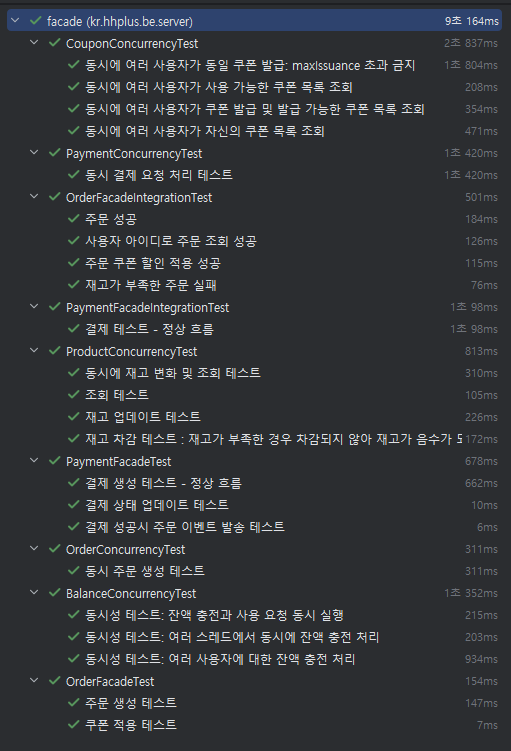 facade (kr.hhplus.be.server) 9초 164ms
CouponConcurrencyTest 2초 837ms
동시에 여러 사용자가 동일 쿠폰 발급: maxIssuance 초과 금지 1초 804ms
동시에 여러 사용자가 사용 가능한 쿠폰 목록 조회 208ms
동시에 여러 사용자가 쿠폰 발급 및 발급 가능한 쿠폰 목록 조회 354ms
동시에 여러 사용자가 자신의 쿠폰 목록 조회 471ms
PaymentConcurrencyTest 1초 420ms
동시 결제 요청 처리 테스트 1초 420ms
OrderFacadeIntegrationTest 501ms
주문 성공 184ms
사용자 아이디로 주문 조회 성공 126ms
주문 쿠폰 할인 적용 성공 115ms
재고가 부족한 주문 실패 76ms
PaymentFacadeIntegrationTest 1초 98ms
결제 테스트 - 정상 흐름 1초 98ms
ProductConcurrencyTest 813ms
동시에 재고 변화 및 조회 테스트 310ms
조회 테스트 105ms
재고 업데이트 테스트 226ms
재고 차감 테스트 : 재고가 부족한 경우 차감되지 않아 재고가 음수가 172ms
PaymentFacadeTest 678ms
결제 생성 테스트 - 정상 흐름 662ms
결제 상태 업데이트 테스트 10ms
결제 성공시 주문 이벤트 발송 테스트 6ms
OrderConcurrencyTest 311ms
동시 주문 생성 테스트 311ms
BalanceConcurrencyTest 1초 352ms
동시성 테스트: 잔액 충전과 사용 요청 동시 실행 215ms
동시성 테스트: 여러 스레드에서 동시에 잔액 충전 처리 203ms
동시성 테스트: 여러 사용자에 대한 잔액 충전 처리 934ms
OrderFacadeTest 154ms
주문 생성 테스트 147ms
쿠폰 적용 테스트 7ms